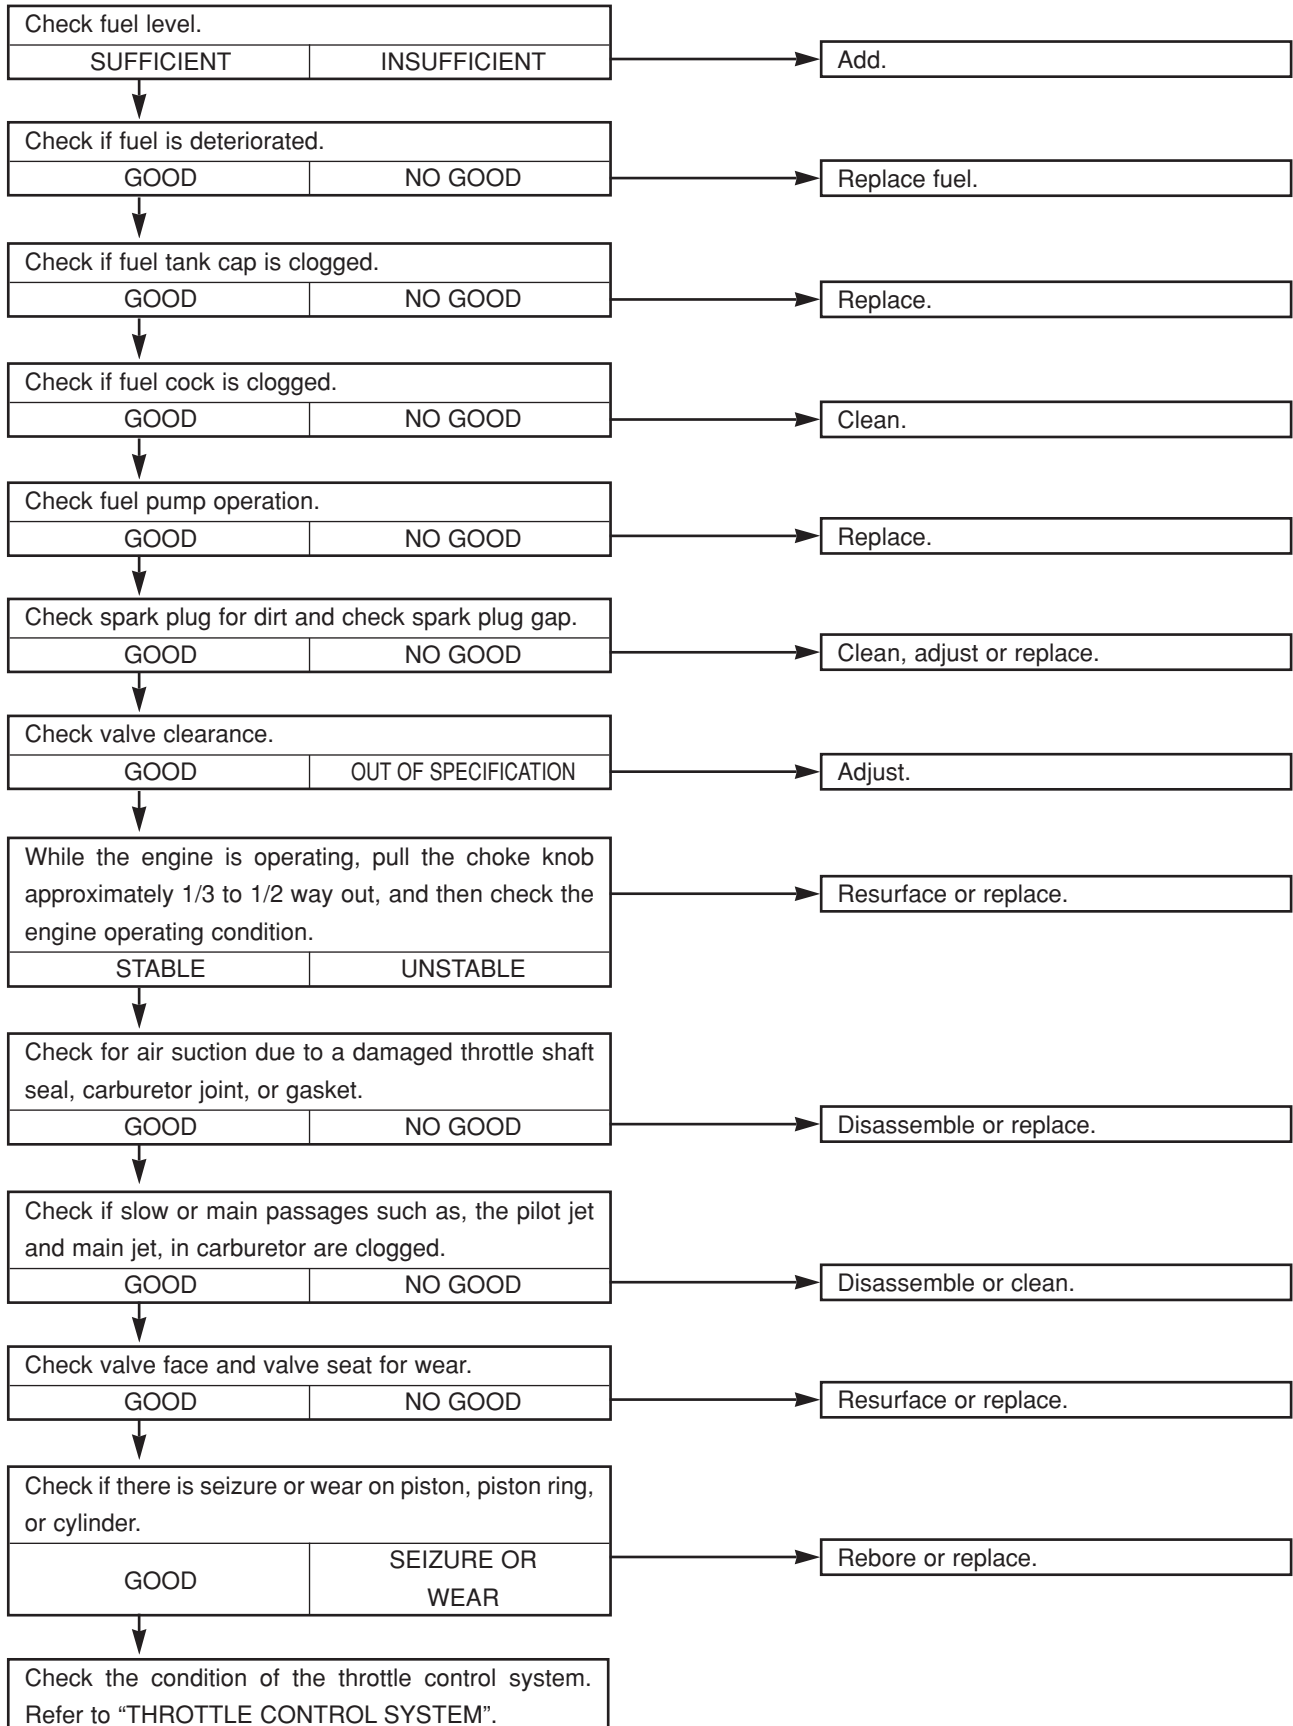 Check fuel level.
SUFFICIENT INSUFFICIENT
Add.
Check if fuel is deteriorated.
GOOD NO GOOD
Replace fuel.
Check if fuel tank cap is clogged.
GOOD NO GOOD
Replace.
Check if fuel cock is clogged.
GOOD NO GOOD
Clean.
Check fuel pump operation.
GOOD NO GOOD
Replace.
Check spark plug for dirt and check spark plug gap.
GOOD NO GOOD
Clean, adjust or replace.
Check valve clearance.
GOOD OUT OF SPECIFICATION
Adjust.
While the engine is operating, pull the choke knob
approximately 1/3 to 1/2 way out, and then check the
engine operating condition.
STABLE UNSTABLE
Resurface or replace.
Check for air suction due to a damaged throttle shaft
seal, carburetor joint, or gasket.
GOOD NO GOOD
Disassemble or replace.
Check if slow or main passages such as, the pilot jet
and main jet, in carburetor are clogged.
GOOD NO GOOD
Disassemble or clean.
Check valve face and valve seat for wear.
GOOD NO GOOD
Resurface or replace.
Check if there is seizure or wear on piston, piston ring,
or cylinder.
GOOD
SEIZURE OR
WEAR
Rebore or replace.
Check the condition of the throttle control system.
Refer to “THROTTLE CONTROL SYSTEM”.